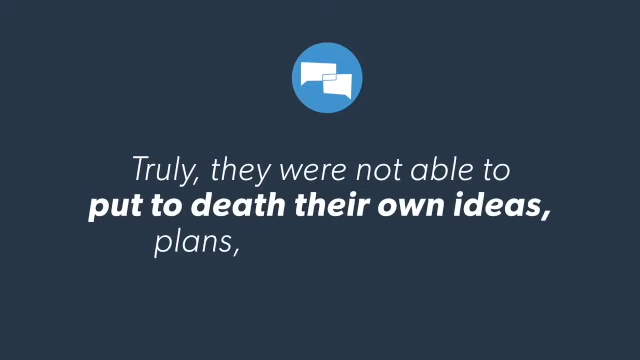 Truly, they were not able to
put to death their own ideas,
plans,